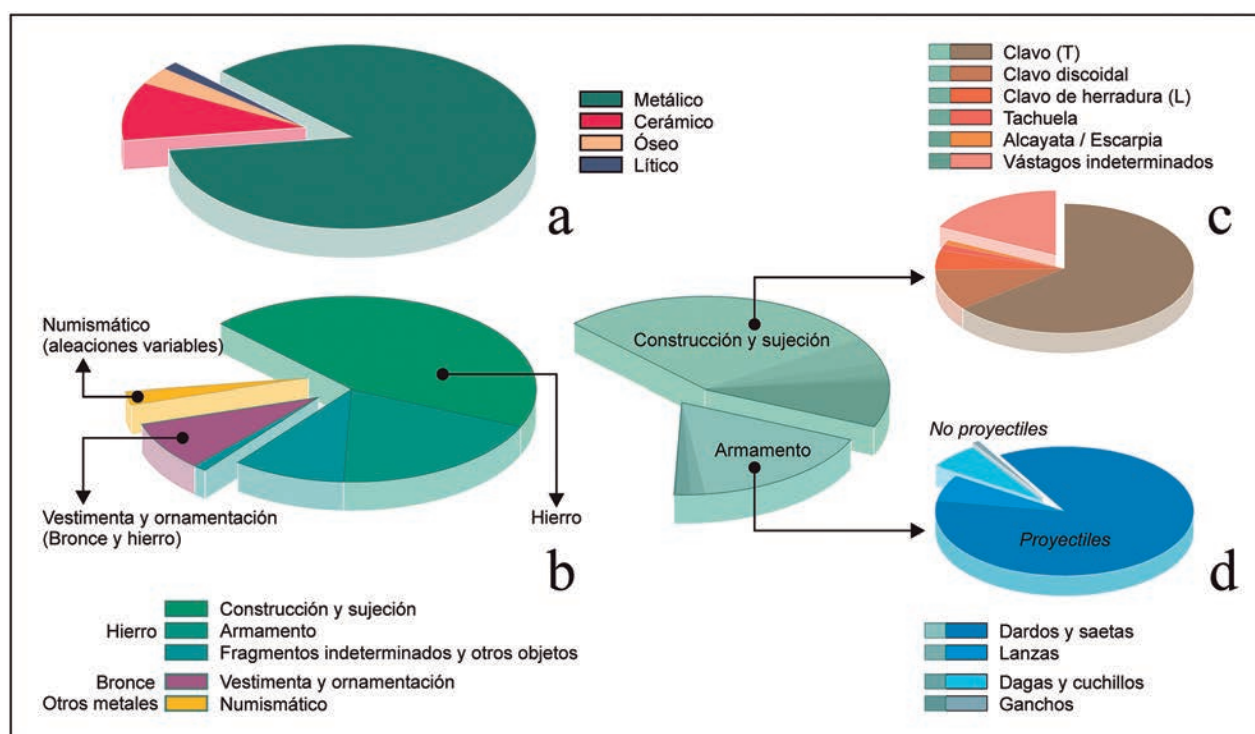 Metálico
Cerámico
Óseo
Lítico
a
Clavo (T)
Clavo discoidal
Clavo de herradura (L)
Tachuela
Alcayata / Escarpia
Vástagos indeterminados
c
Numismático
(aleaciones variables)
Vestimenta y ornamentación
(Bronce y hierro)
Hierro
b
Construcción y sujeción
Armamento
No proyectiles
Proyectiles
d
Hierro
Construcción y sujeción
Armamento
Fragmentos indeterminados y otros objetos
Bronce
Vestimenta y ornamentación
Otros metales
Numismático
Dardos y saetas
Lanzas
Dagas y cuchillos
Ganchos